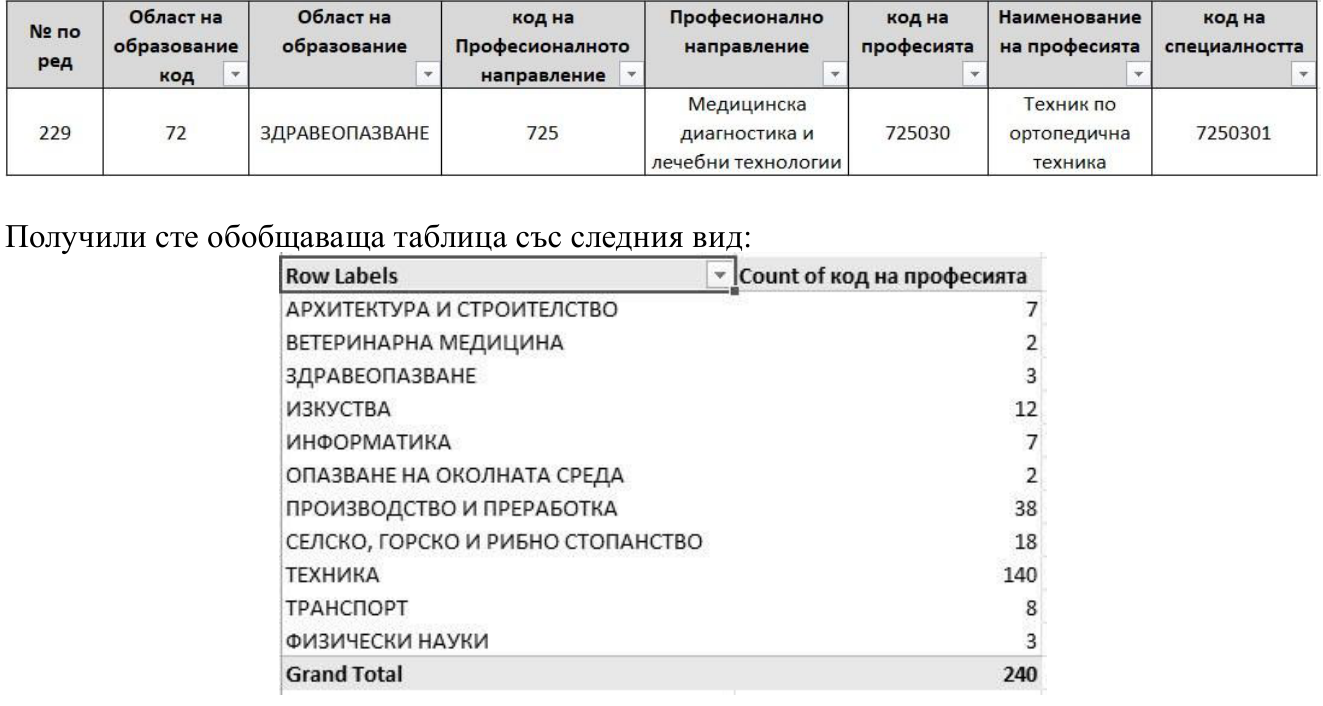 № по ред
Област на образование код
Област на образование
код на Професионалното направление
Професионално направление
код на професията
Наименование на професията
код на специалността
229
72
ЗДРАВЕОПАЗВАНЕ
725
Медицинска диагностика и лечебни технологии
725030
Техник по ортопедична техника
7250301
Получили сте обобщаваща таблица със следния вид:
Row Labels Count of код на професията
АРХИТЕКТУРА И СТРОИТЕЛСТВО 7
ВЕТЕРИНАРНА МЕДИЦИНА 2
ЗДРАВЕОПАЗВАНЕ 3
ИЗКУСТВА 12
ИНФОРМАТИКА 7
ОПАЗВАНЕ НА ОКОЛНАТА СРЕДА 2
ПРОИЗВОДСТВО И ПРЕРАБОТКА 38
СЕЛСКО, ГОРСКО И РИБНО СТОПАНСТВО 18
ТЕХНИКА 140
ТРАНСПОРТ 8
ФИЗИЧЕСКИ НАУКИ 3
Grand Total 240